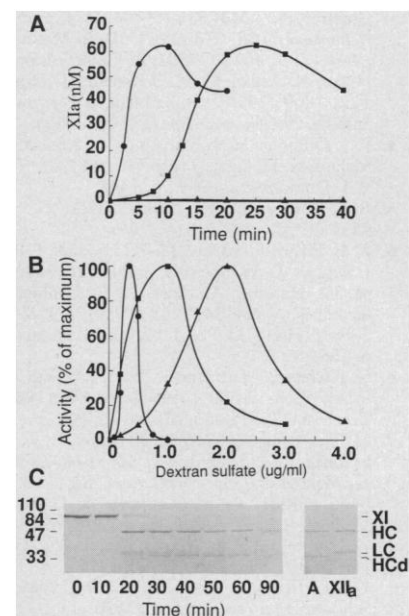 A
XIa(nM)
70
60
50
40
30
20
10
0
0 5 10 15 20 25 30 35 40
Time (min)
B
Activity (% of maximum)
100
80
60
40
20
0
0 1.0 2.0 3.0 4.0
Dextran sulfate (ug/ml)
C
110
84
47
33
XI
HC
LC
HCd
0 10 20 30 40 50 60 90
A XIIa
Time (min)